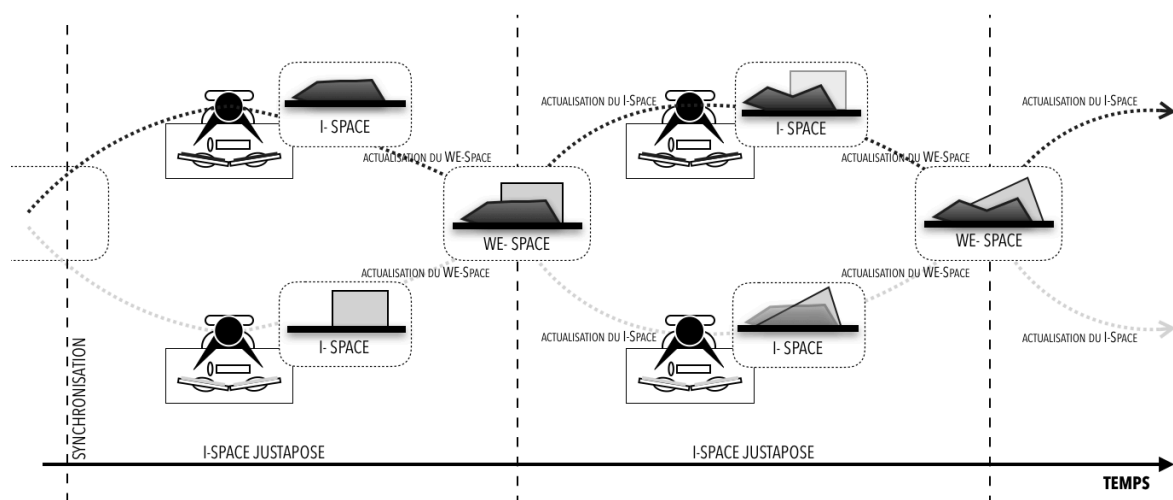 ACTUALISATION DU I-SPACE
ACTUALISATION DU I-SPACE
I- SPACE
I- SPACE
ACTUALISATION DU WE-SPACE
ACTUALISATION DU WE-SPACE
WE- SPACE
WE- SPACE
ACTUALISATION DU WE-SPACE
ACTUALISATION DU WE-SPACE
I- SPACE
ACTUALISATION DU I-SPACE
I- SPACE
ACTUALISATION DU I-SPACE
SYNCHRONISATION
I-SPACE JUSTAPOSE
I-SPACE JUSTAPOSE
TEMPS